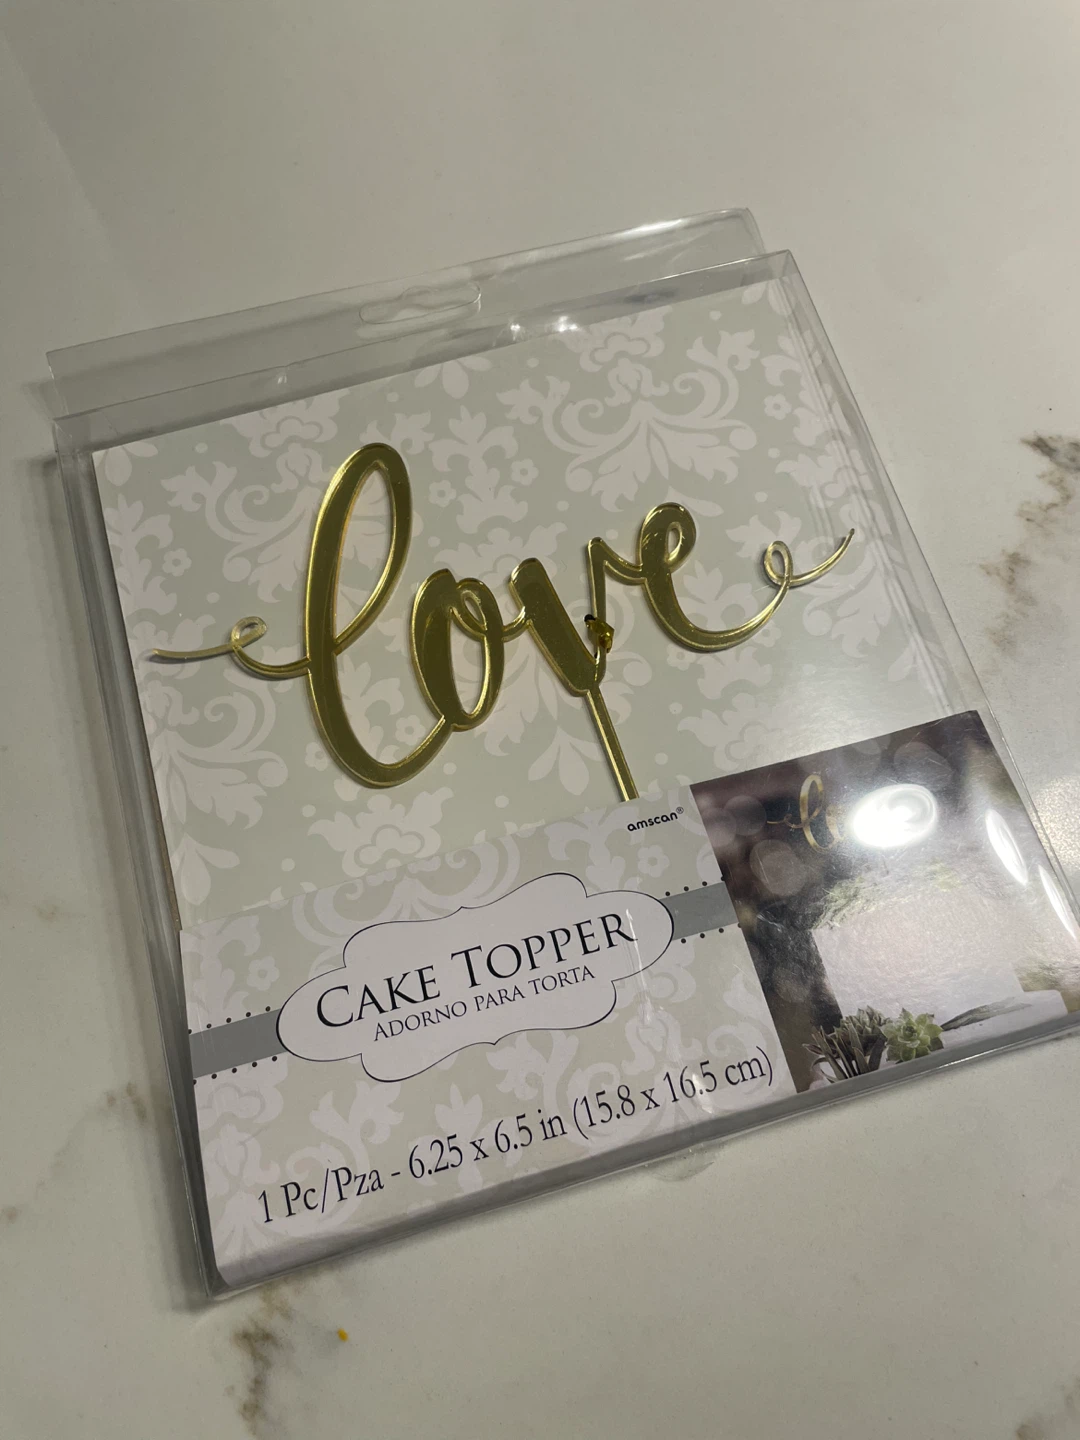 love
amscan®
CAKE TOPPER
ADORNO PARA TORTA
1 Pc/Pza - 6.25 x 6.5 in (15.8 x 16.5 cm)